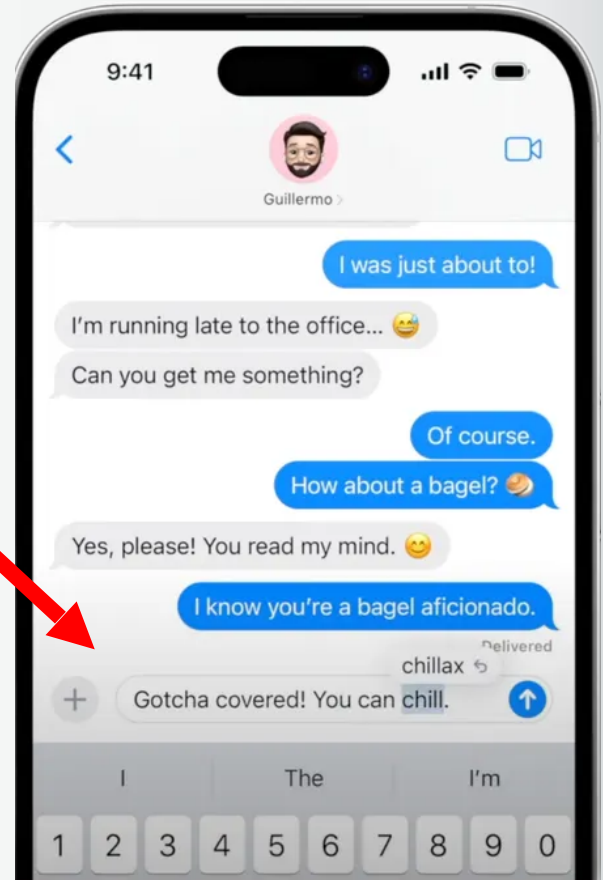 9:41
Guillermo
I was just about to!
I'm running late to the office... 😅
Can you get me something?
Of course.
How about a bagel? 🥯
Yes, please! You read my mind. 😊
I know you're a bagel aficionado.
Delivered
chillax
Gotcha covered! You can chill.
I The I'm
1 2 3 4 5 6 7 8 9 0